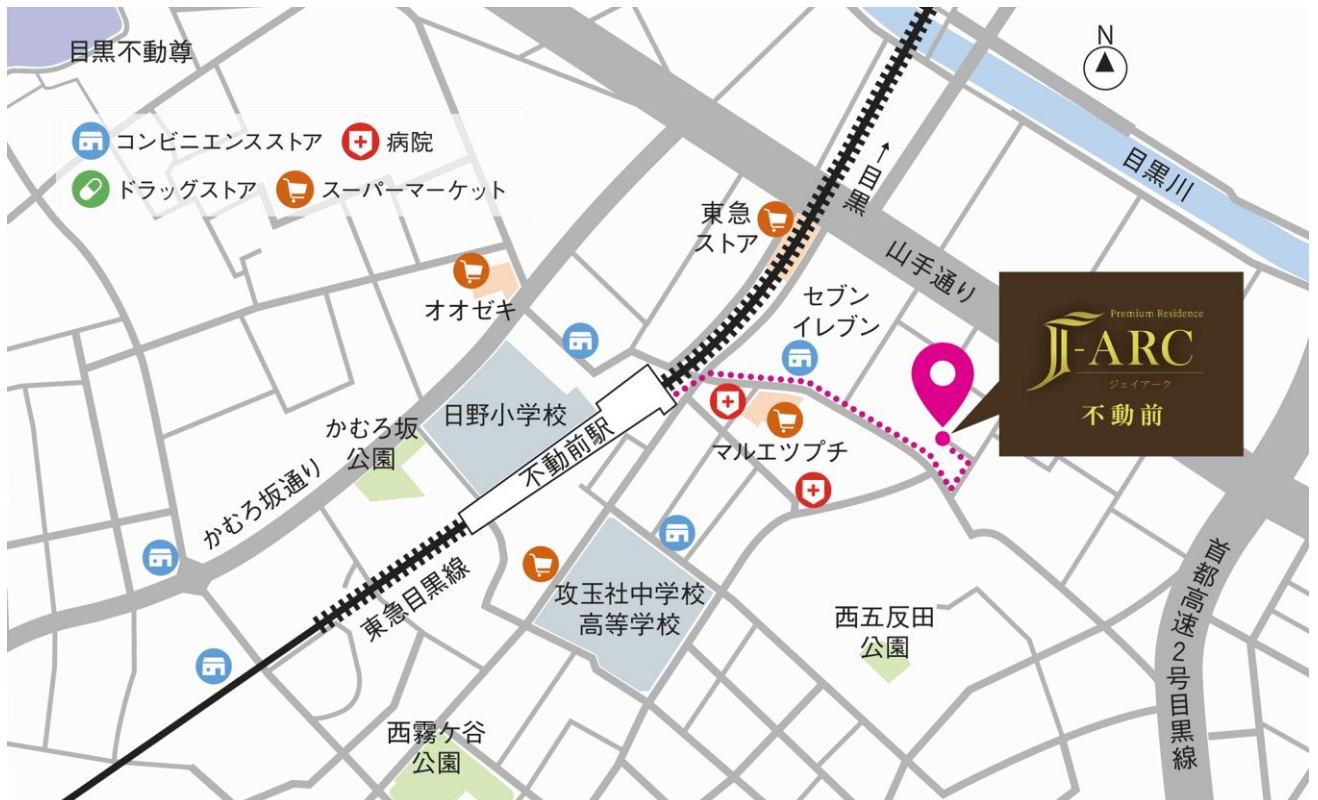 目黒不動尊
コンビニエンスストア
病院
ドラッグストア
スーパーマーケット
N
目黒川
←目黒
東急
ストア
山手通り
オオゼキ
セブン
イレブン
Premium Residence
J-ARC
ジェイアーク
不動前
日野小学校
かむろ坂
公園
不動前駅
マルエツプチ
かむろ坂通り
東急目黒線
攻玉社中学校
高等学校
西五反田
公園
首都高速2号目黒線
西霧ケ谷
公園